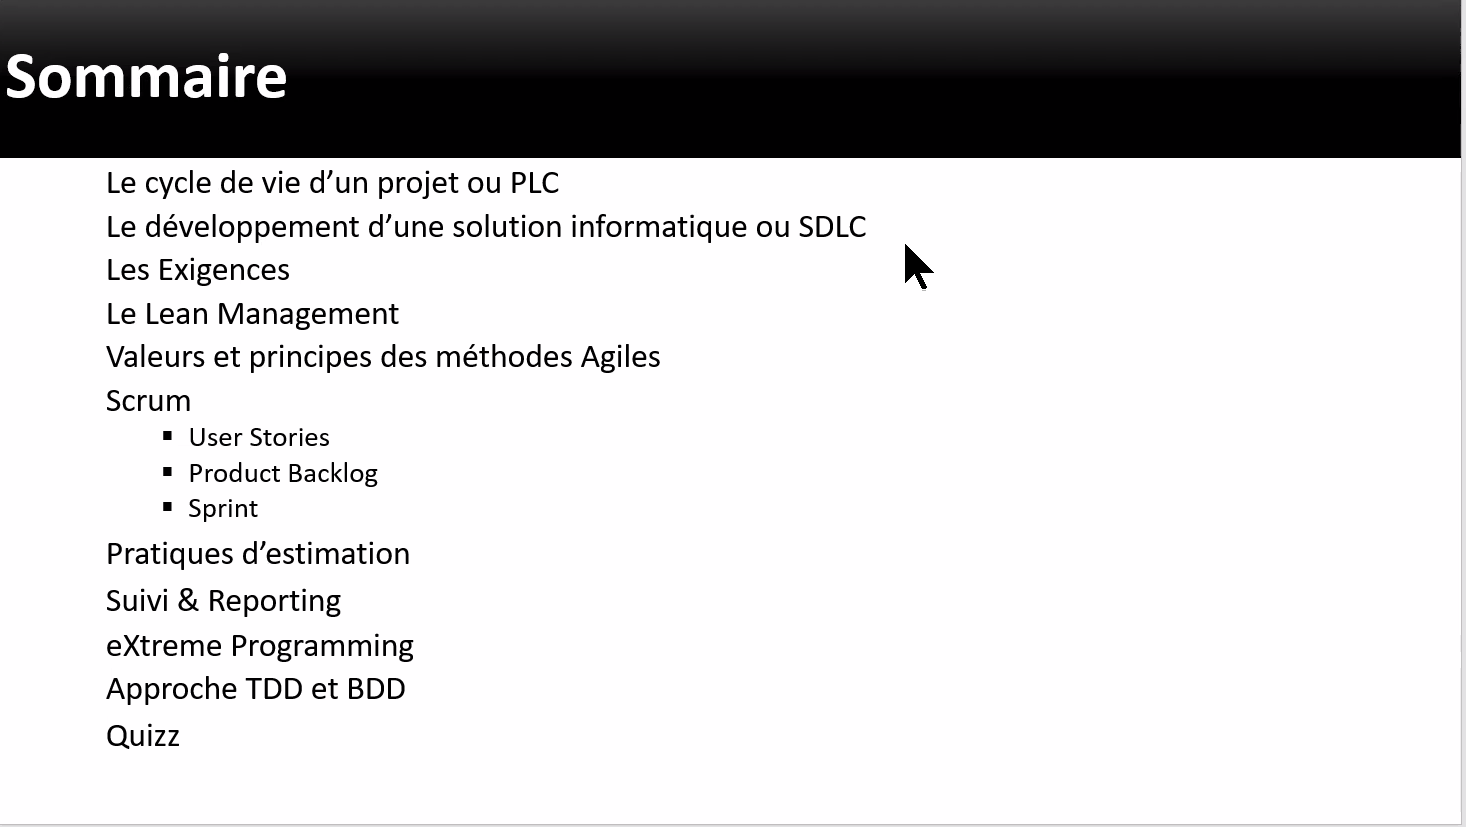 Sommaire
Le cycle de vie d’un projet ou PLC
Le développement d’une solution informatique ou SDLC
Les Exigences
Le Lean Management
Valeurs et principes des méthodes Agiles
Scrum
▪ User Stories
▪ Product Backlog
▪ Sprint
Pratiques d’estimation
Suivi & Reporting
eXtreme Programming
Approche TDD et BDD
Quizz